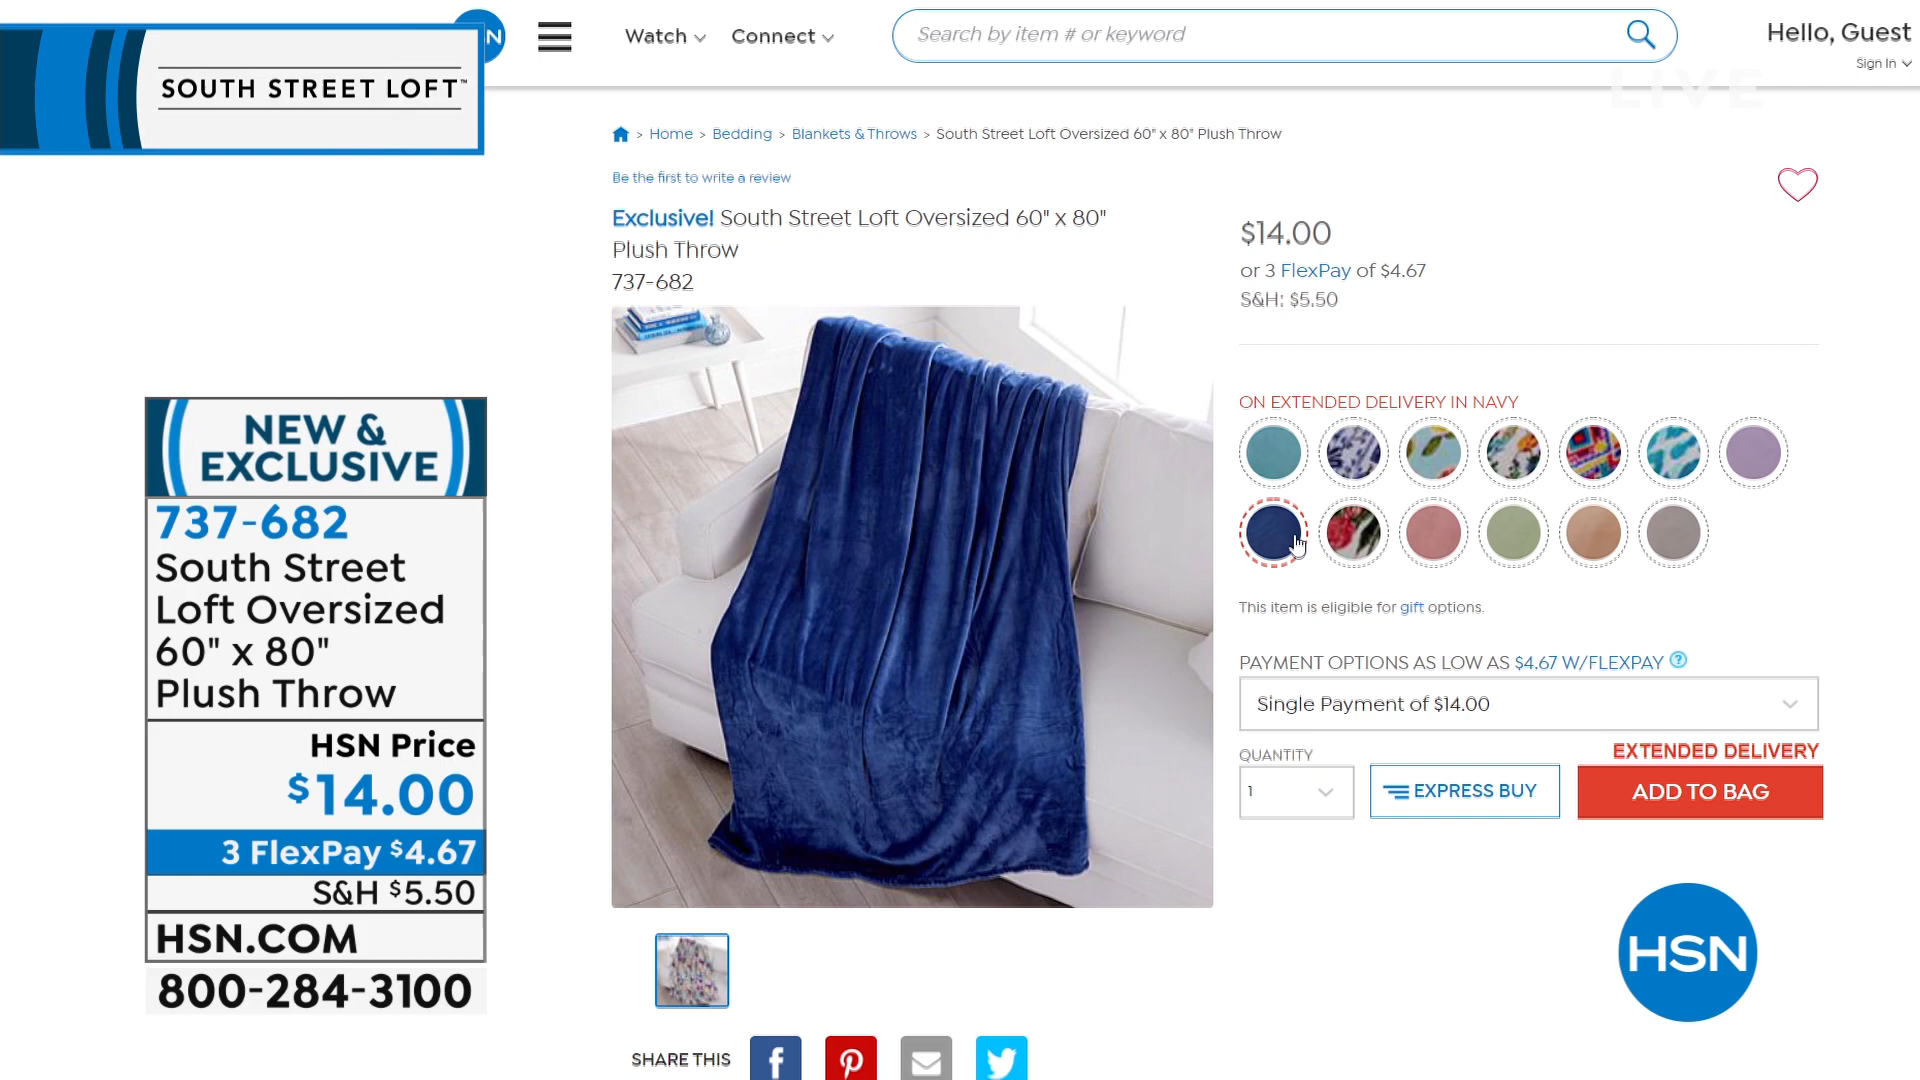 SOUTH STREET LOFT™
Watch
Connect
Search by item # or keyword
Hello, Guest
Sign In
LIVE
> Home > Bedding > Blankets & Throws > South Street Loft Oversized 60" x 80" Plush Throw
Be the first to write a review
Exclusive! South Street Loft Oversized 60" x 80"
Plush Throw
737-682
$14.00
or 3 FlexPay of $4.67
S&H: $5.50
ON EXTENDED DELIVERY IN NAVY
This item is eligible for gift options.
PAYMENT OPTIONS AS LOW AS $4.67 W/FLEXPAY ?
Single Payment of $14.00
QUANTITY
1
EXPRESS BUY
EXTENDED DELIVERY
ADD TO BAG
NEW &
EXCLUSIVE
737-682
South Street
Loft Oversized
60" x 80"
Plush Throw
HSN Price
$14.00
3 FlexPay $4.67
S&H $5.50
HSN.COM
800-284-3100
HSN
SHARE THIS